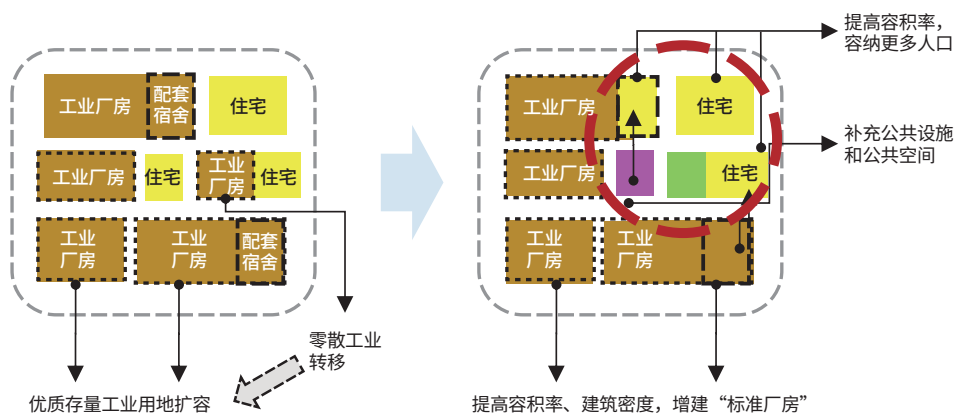 工业厂房
配套
宿舍
住宅
工业厂房
住宅
工业
厂房
住宅
工业
厂房
工业
厂房
配套
宿舍
零散工业
转移
优质存量工业用地扩容
提高容积率，
容纳更多人口
工业厂房
住宅
补充公共设施
和公共空间
工业厂房
住宅
工业
厂房
工业
厂房
提高容积率、建筑密度，增建“标准厂房”